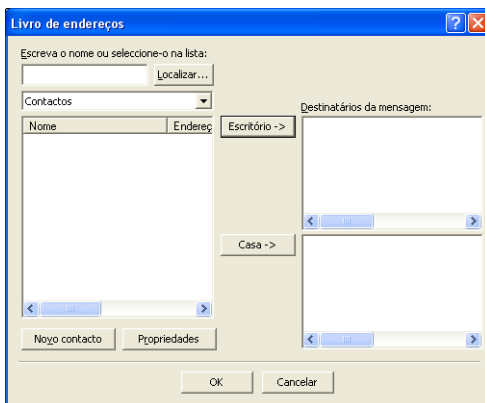 Livro de endereços
Escreva o nome ou seleccione-o na lista:
Localizar...
Contactos
Destinatários da mensagem:
Nome Endereç
Escritório ->
Casa ->
Novo contacto Propriedades
OK Cancelar